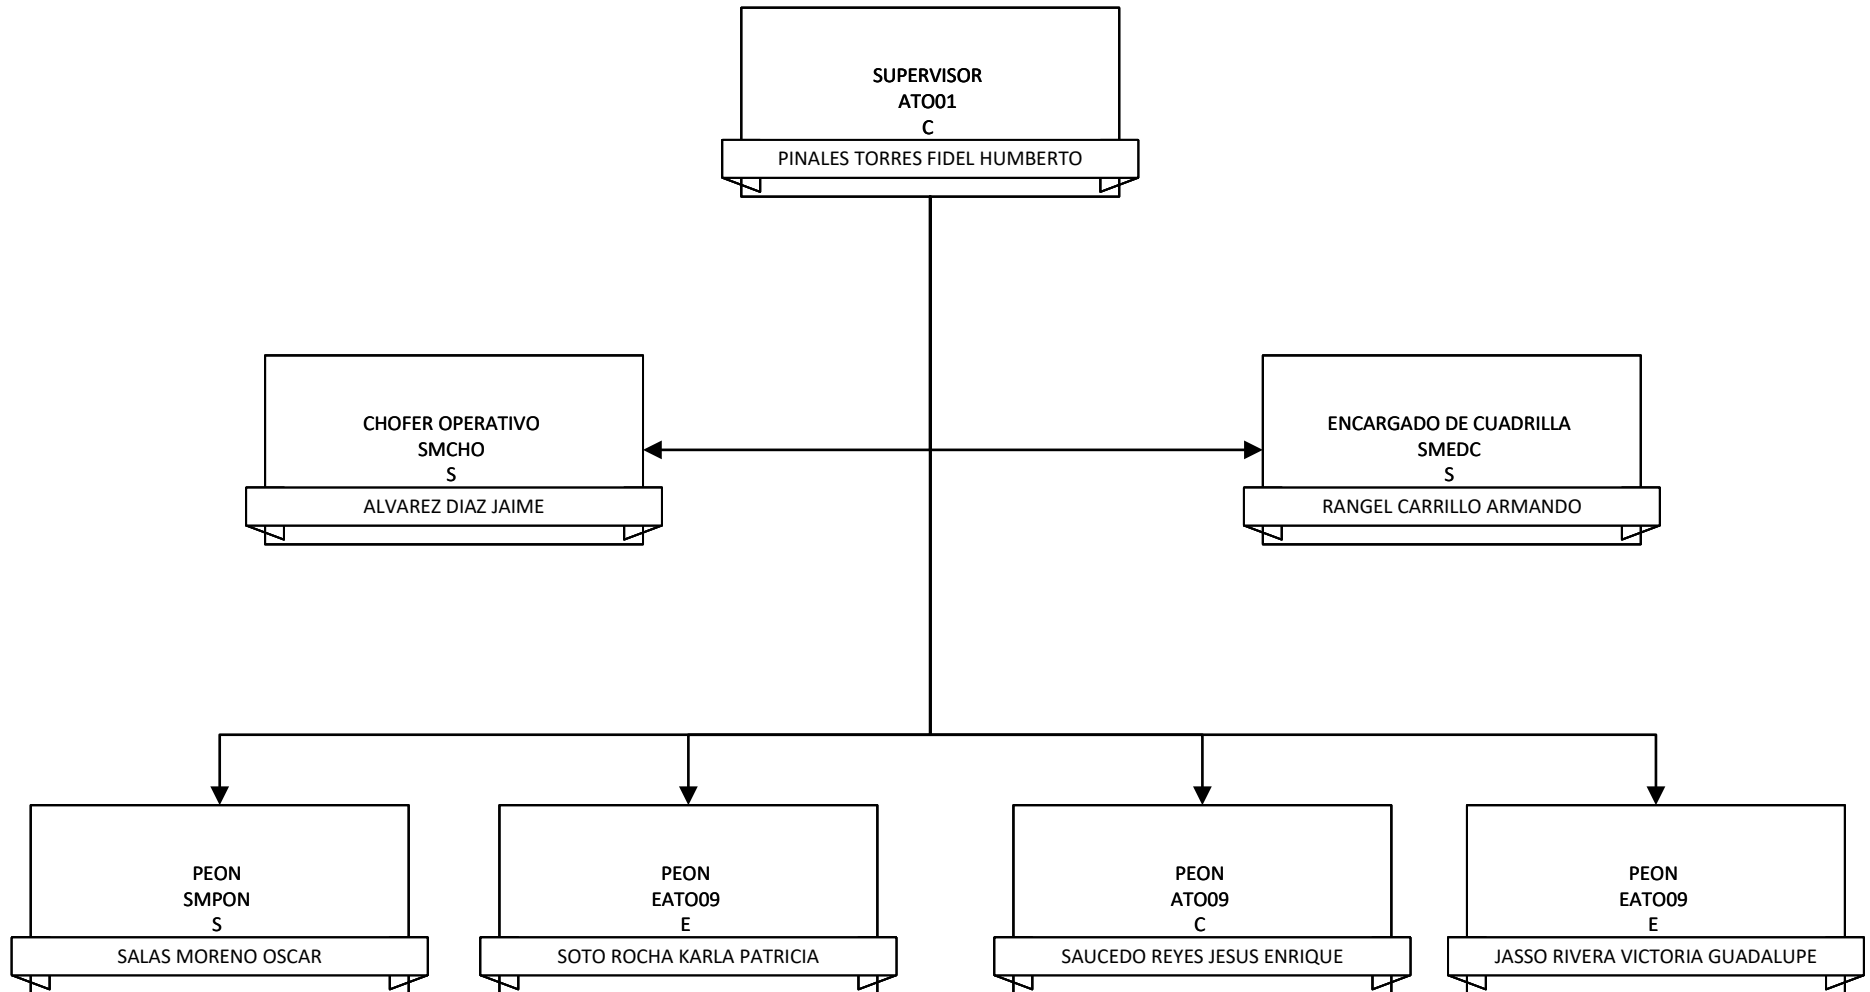 SUPERVISOR
ATO01
C
PINALES TORRES FIDEL HUMBERTO
CHOFER OPERATIVO
SMCHO
S
ALVAREZ DIAZ JAIME
ENCARGADO DE CUADRILLA
SMEDC
S
RANGEL CARRILLO ARMANDO
PEON
SMPON
S
SALAS MORENO OSCAR
PEON
EATO09
E
SOTO ROCHA KARLA PATRICIA
PEON
ATO09
C
SAUCEDO REYES JESUS ENRIQUE
PEON
EATO09
E
JASSO RIVERA VICTORIA GUADALUPE